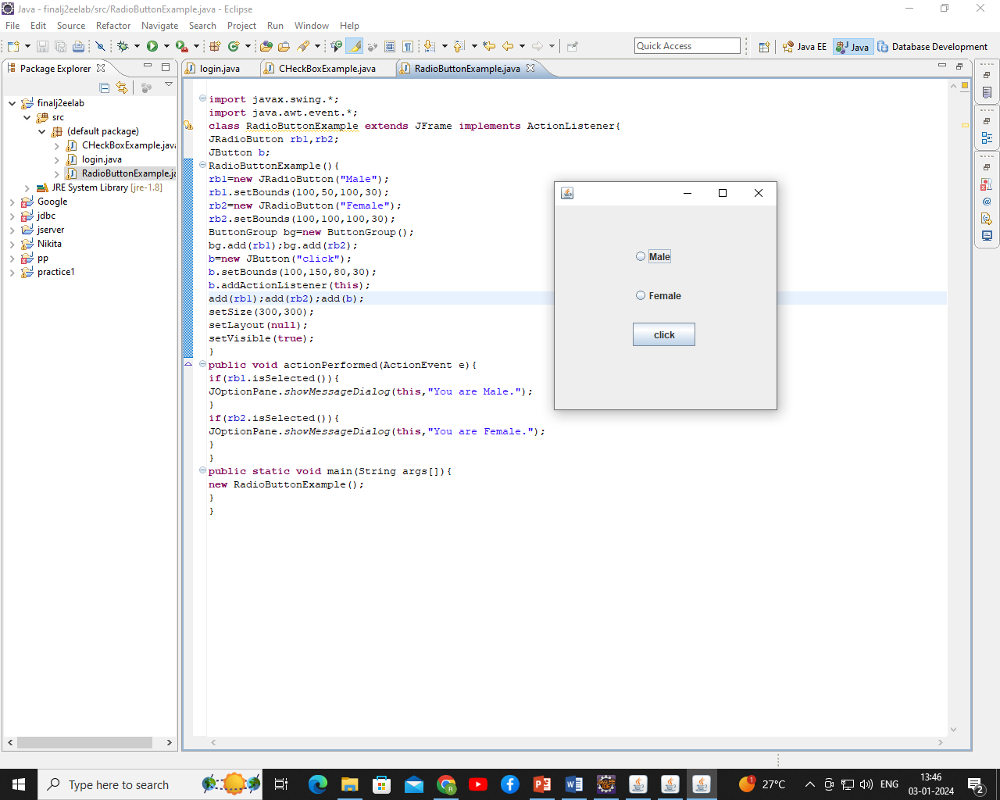 Java - finalj2eelab/src/RadioButtonExample.java - Eclipse
File Edit Source Refactor Navigate Search Project Run Window Help
Quick Access
Java EE
Java
Database Development
Package Explorer
login.java
CHeckBoxExample.java
RadioButtonExample.java
finalj2eelab
src
(default package)
CHeckBoxExample.java
login.java
RadioButtonExample.ja
JRE System Library [jre-1.8]
Google
jdbc
jserver
Nikita
pp
practice1
import javax.swing.*;
import java.awt.event.*;
class RadioButtonExample extends JFrame implements ActionListener{
JRadioButton rb1,rb2;
JButton b;
RadioButtonExample(){
rb1=new JRadioButton("Male");
rb1.setBounds(100,50,100,30);
rb2=new JRadioButton("Female");
rb2.setBounds(100,100,100,30);
ButtonGroup bg=new ButtonGroup();
bg.add(rb1);bg.add(rb2);
b=new JButton("click");
b.setBounds(100,150,80,30);
b.addActionListener(this);
add(rb1);add(rb2);add(b);
setSize(300,300);
setLayout(null);
setVisible(true);
}
public void actionPerformed(ActionEvent e){
if(rb1.isSelected()){
JOptionPane.showMessageDialog(this,"You are Male.");
}
if(rb2.isSelected()){
JOptionPane.showMessageDialog(this,"You are Female.");
}
}
public static void main(String args[]){
new RadioButtonExample();
}
}
Male
Female
click
Type here to search
27°C
ENG
13:46
03-01-2024
2